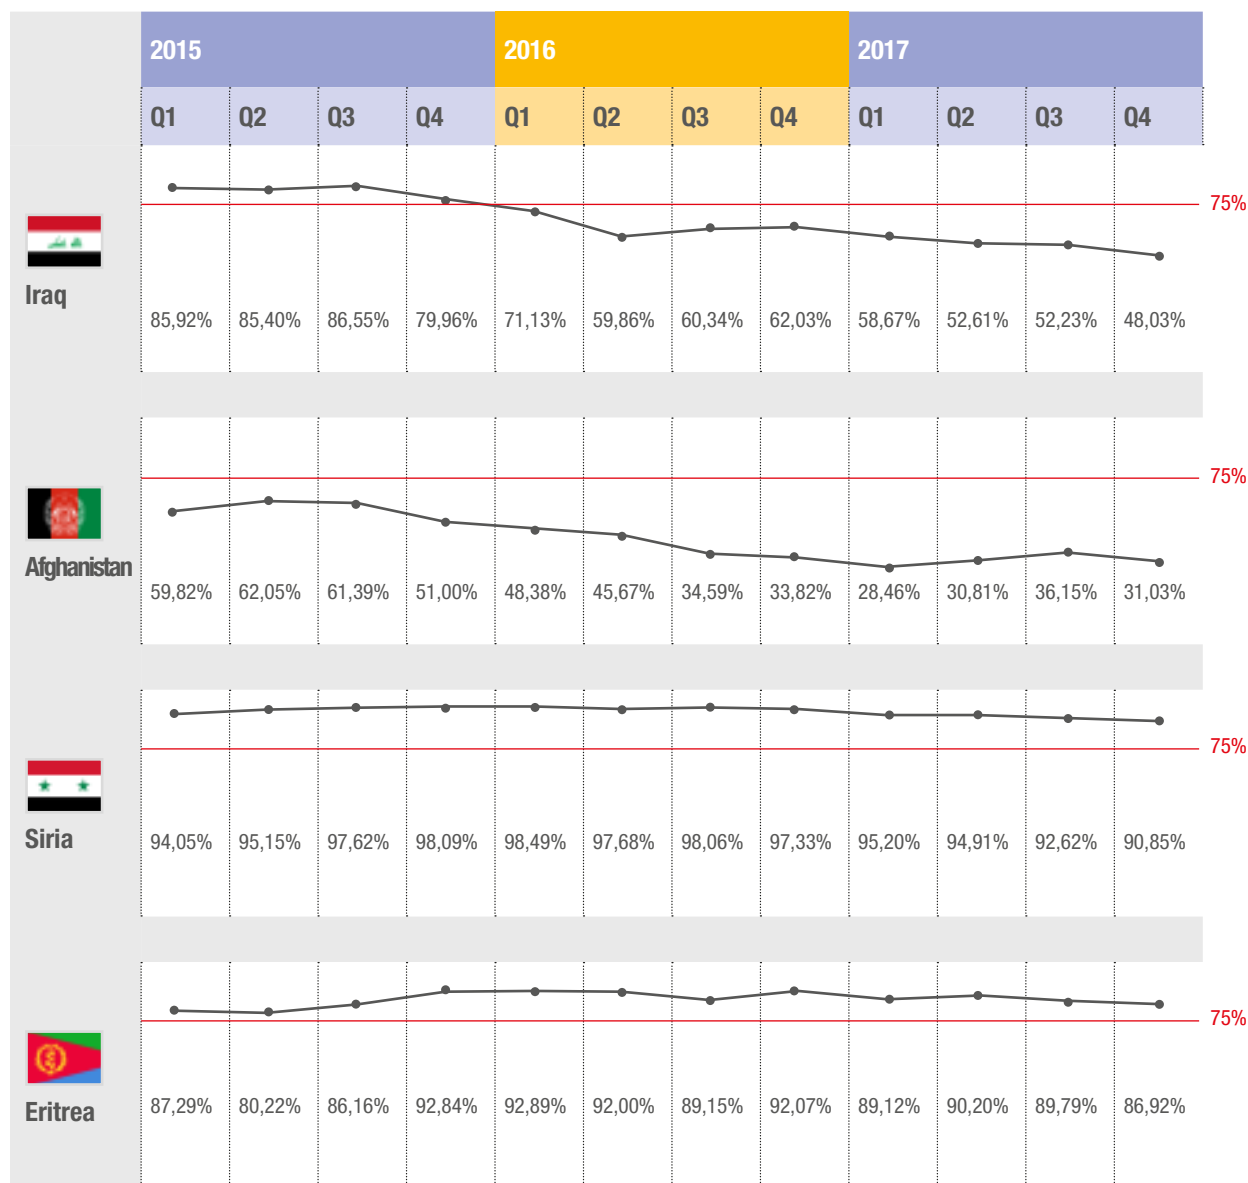 2015 2016 2017
Q1 Q2 Q3 Q4 Q1 Q2 Q3 Q4 Q1 Q2 Q3 Q4
75%
Iraq
85,92% 85,40% 86,55% 79,96% 71,13% 59,86% 60,34% 62,03% 58,67% 52,61% 52,23% 48,03%
75%
Afghanistan
59,82% 62,05% 61,39% 51,00% 48,38% 45,67% 34,59% 33,82% 28,46% 30,81% 36,15% 31,03%
75%
Siria
94,05% 95,15% 97,62% 98,09% 98,49% 97,68% 98,06% 97,33% 95,20% 94,91% 92,62% 90,85%
75%
Eritrea
87,29% 80,22% 86,16% 92,84% 92,89% 92,00% 89,15% 92,07% 89,12% 90,20% 89,79% 86,92%